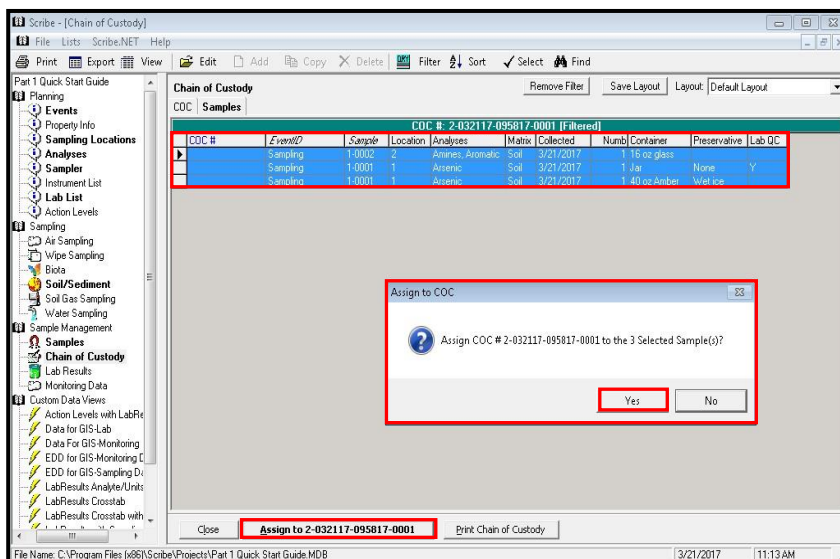 Scribe - [Chain of Custody]
File Lists Scribe.NET Help
Print Export View Edit Add Copy Delete Filter Sort Select Find
Part 1 Quick Start Guide
Planning
Events
Property Info
Sampling Locations
Analyses
Sampler
Instrument List
Lab List
Action Levels
Sampling
Air Sampling
Wipe Sampling
Biota
Soil/Sediment
Soil Gas Sampling
Water Sampling
Sample Management
Samples
Chain of Custody
Lab Results
Monitoring Data
Custom Data Views
Action Levels with LabRe
Data for GIS-Lab
Data For GIS-Monitoring
EDD for GIS-Monitoring D
EDD for GIS-Sampling Da
LabResults Analyte/Units
LabResults Crosstab
LabResults Crosstab with
Chain of Custody
Remove Filter Save Layout Layout: Default Layout
COC Samples
COC #: 2-032117-095817-0001 [Filtered]
COC # EventID Sample Location Analyses Matrix Collected Numb Container Preservative Lab QC
Sampling 1-0002 2 Amines, Aromatic Soil 3/21/2017 1 16 oz glass
Sampling 1-0001 1 Arsenic Soil 3/21/2017 1 Jar None Y
Sampling 1-0001 1 Arsenic Soil 3/21/2017 1 40 oz Amber Wet ice
Assign to COC
Assign COC # 2-032117-095817-0001 to the 3 Selected Sample(s)?
Yes No
Close Assign to 2-032117-095817-0001 Print Chain of Custody
File Name: C:\Program Files (x86)\Scribe\Projects\Part 1 Quick Start Guide.MDB 3/21/2017 11:13 AM